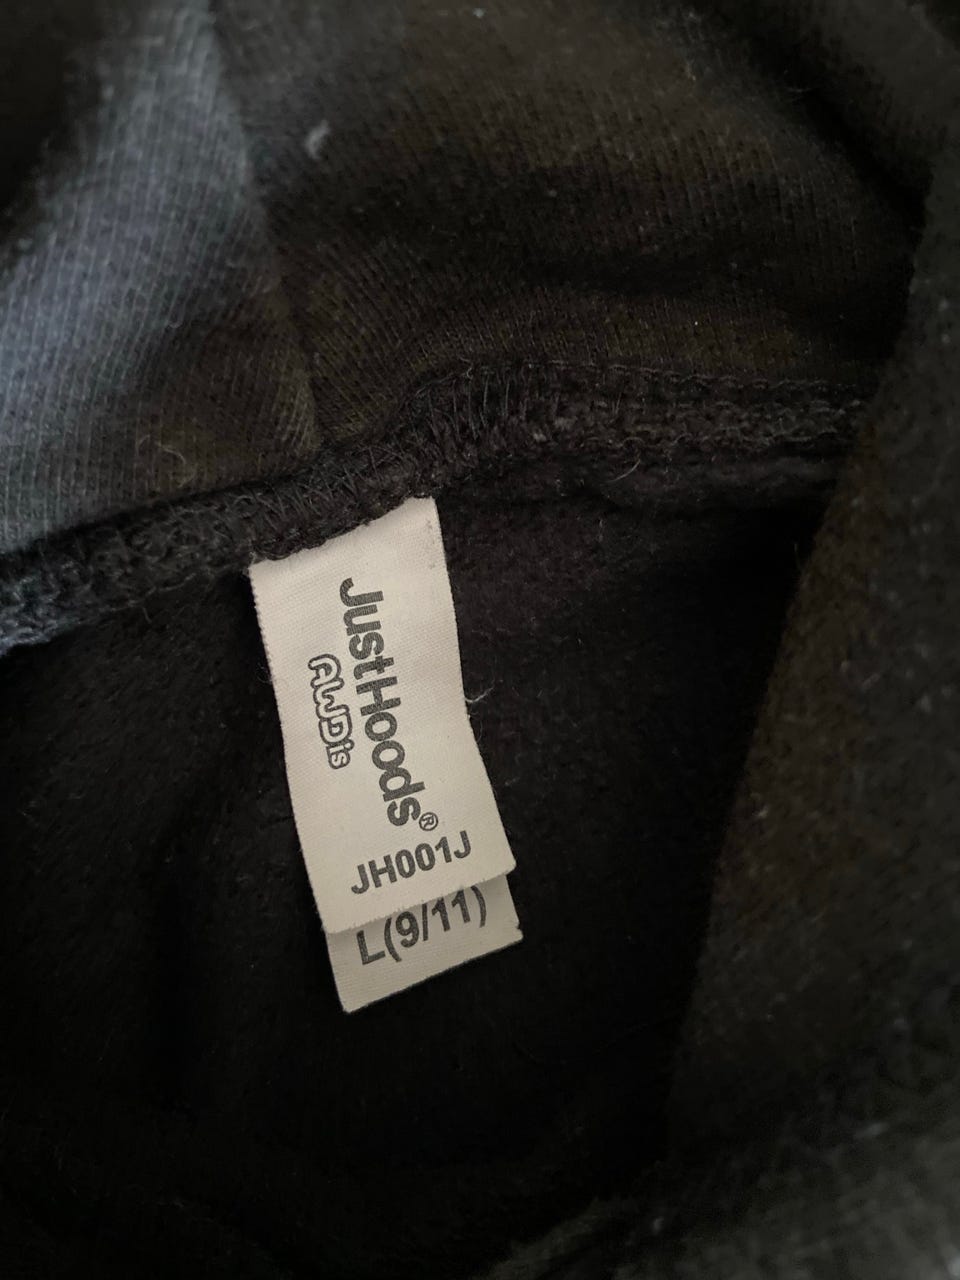 JustHoods®
AWDis
JH001J
L(9/11)